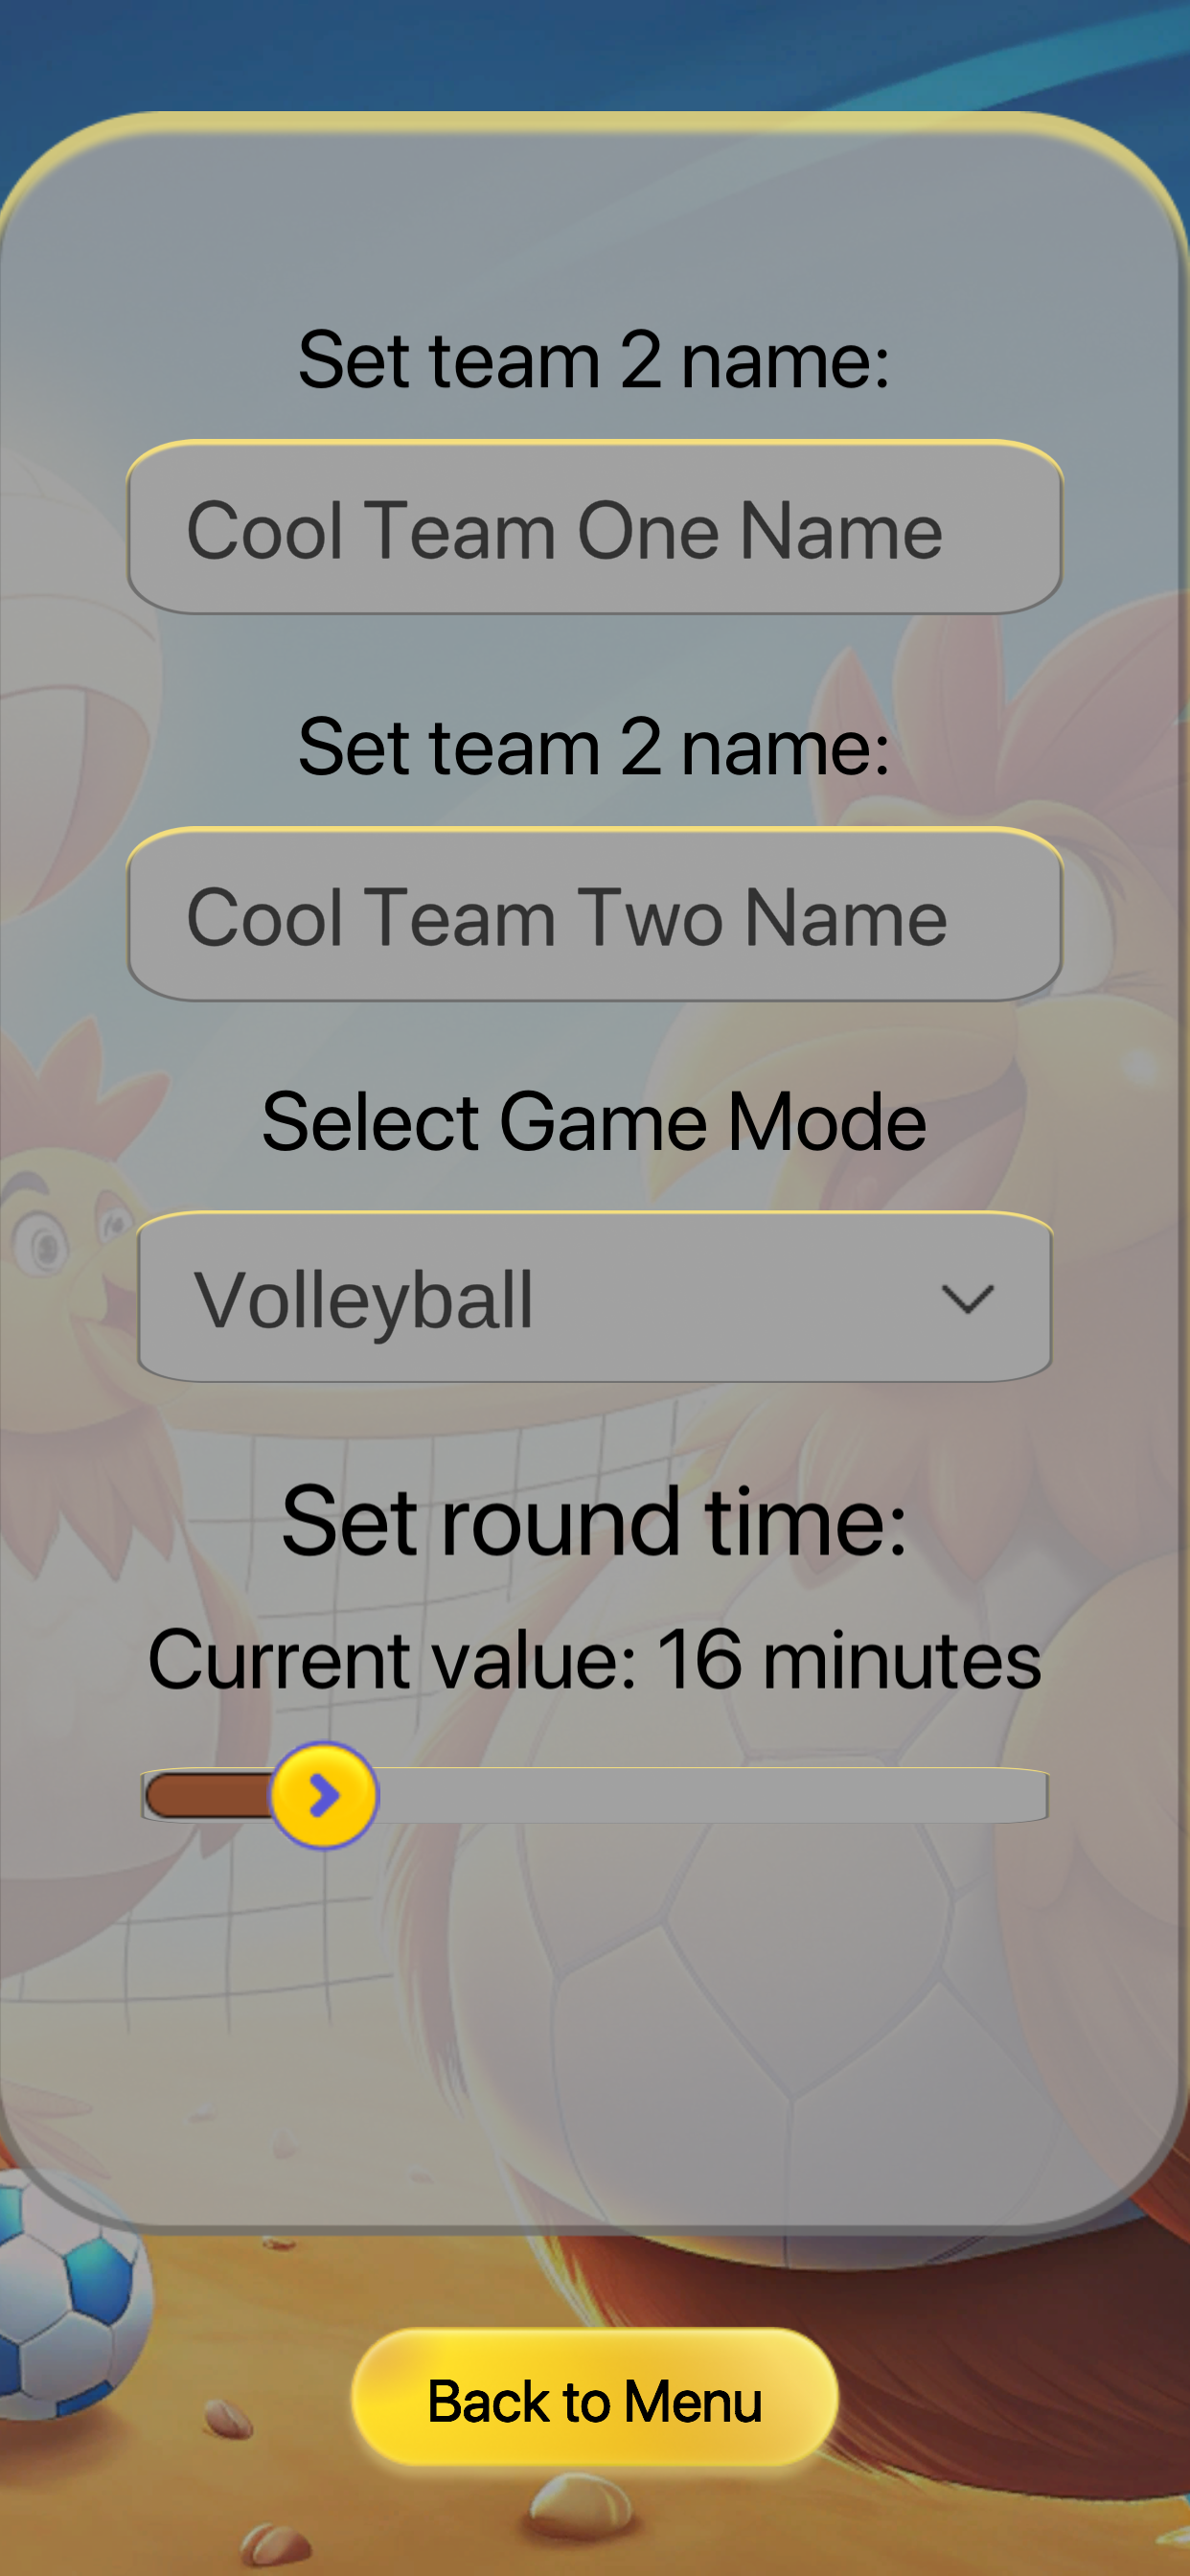 Set team 2 name:
Cool Team One Name
Set team 2 name:
Cool Team Two Name
Select Game Mode
Volleyball
Set round time:
Current value: 16 minutes
Back to Menu